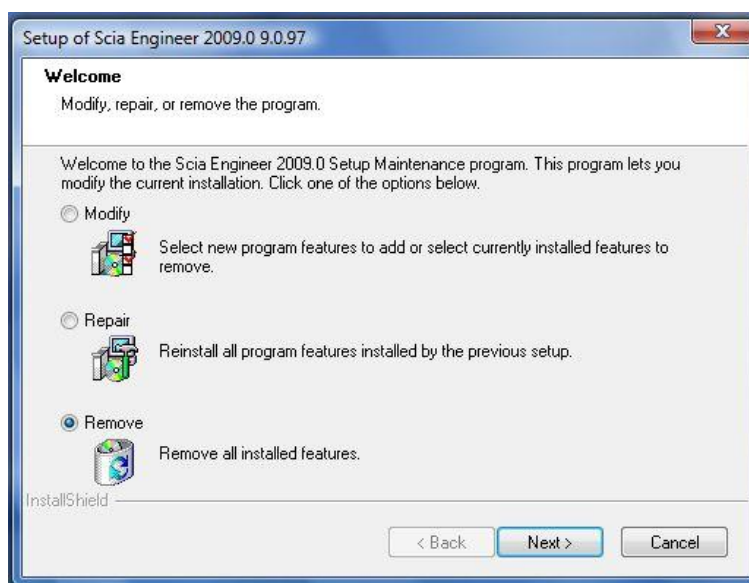 Setup of Scia Engineer 2009.0 9.0.97
Welcome
Modify, repair, or remove the program.
Welcome to the Scia Engineer 2009.0 Setup Maintenance program. This program lets you
modify the current installation. Click one of the options below.
Modify
Select new program features to add or select currently installed features to
remove.
Repair
Reinstall all program features installed by the previous setup.
Remove
Remove all installed features.
InstallShield
< Back
Next >
Cancel